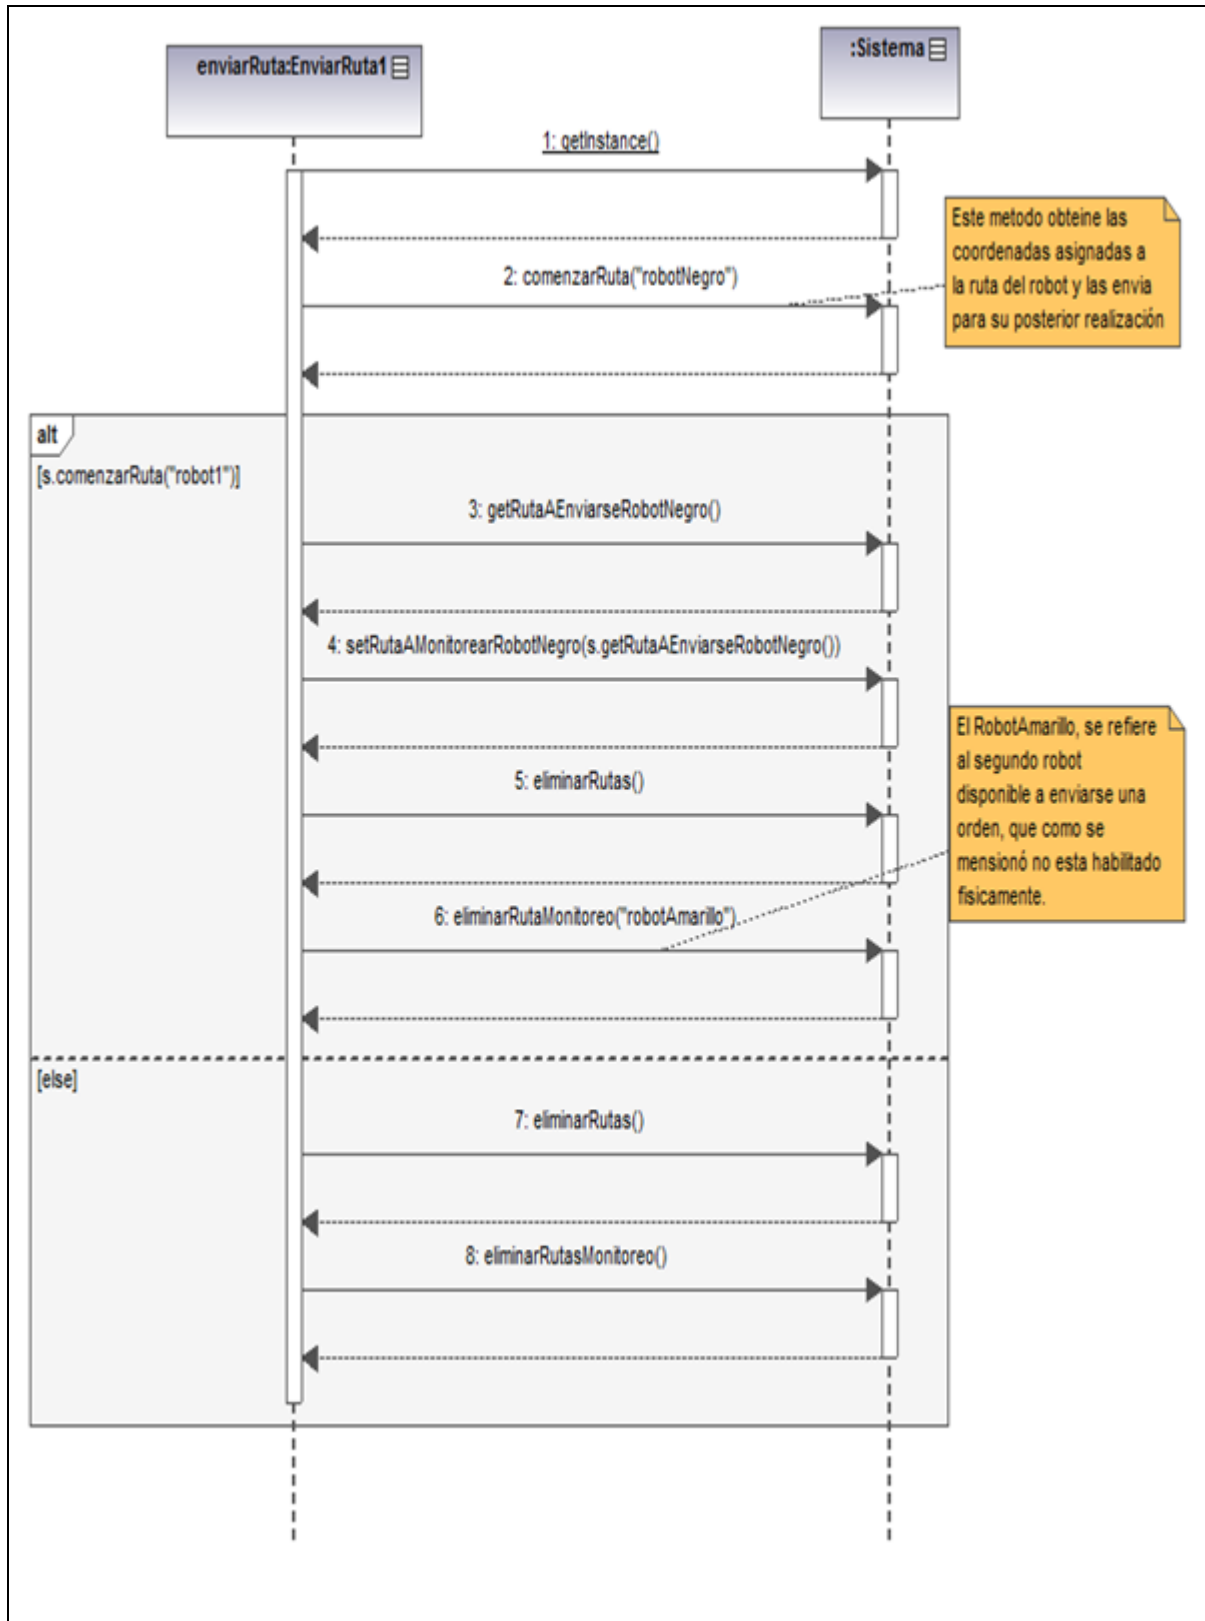 enviarRuta:EnviarRuta1
:Sistema
1: getInstance()
Este metodo obteine las
coordenadas asignadas a
la ruta del robot y las envia
para su posterior realización
2: comenzarRuta("robotNegro")
alt
[s.comenzarRuta("robot1")]
3: getRutaAEnviarseRobotNegro()
4: setRutaAMonitorearRobotNegro(s.getRutaAEnviarseRobotNegro())
El RobotAmarillo, se refiere
al segundo robot
disponible a enviarse una
orden, que como se
mensionó no esta habilitado
fisicamente.
5: eliminarRutas()
6: eliminarRutaMonitoreo("robotAmarillo")
[else]
7: eliminarRutas()
8: eliminarRutasMonitoreo()